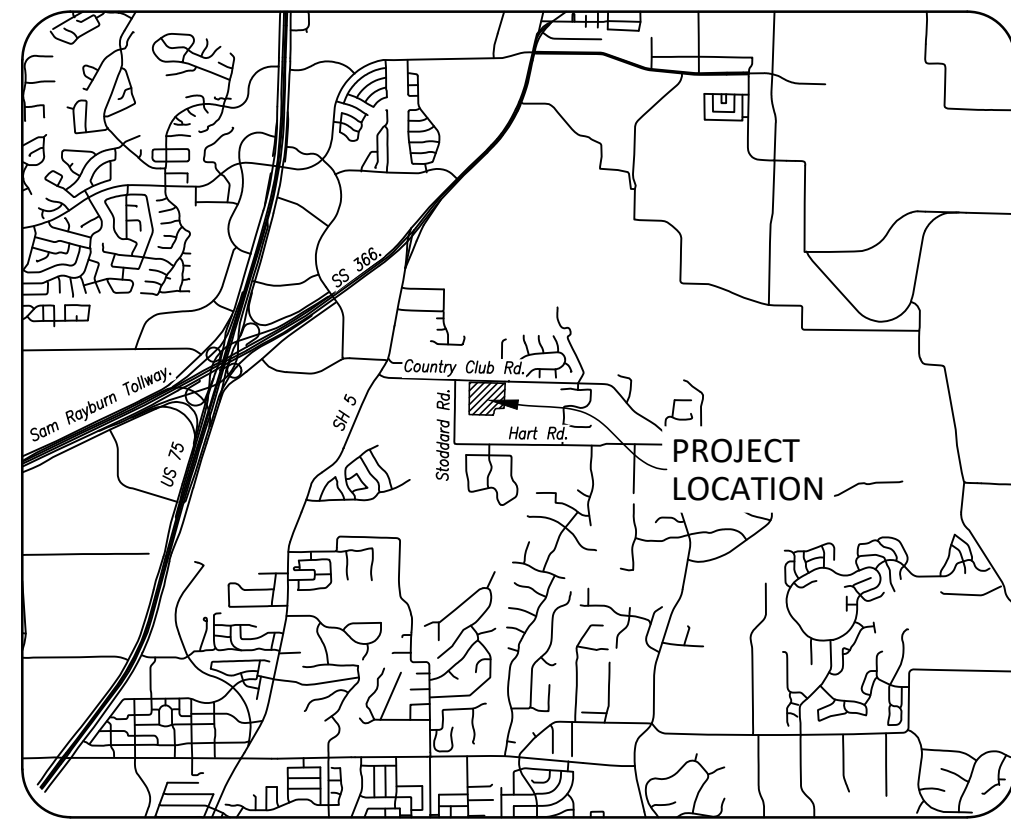 SS 366.
Country Club Rd.
Sam Rayburn Tollway.
SH 5
Stoddard Rd.
Hart Rd.
US 75
PROJECT
LOCATION